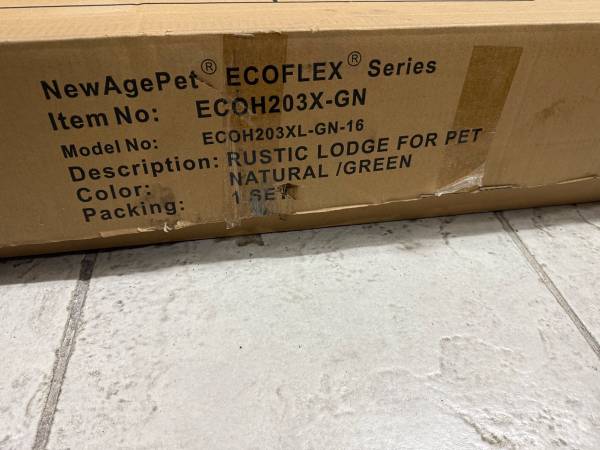 NewAgePet® ECOFLEX® Series
Item No: ECOH203X-GN
Model No: ECOH203XL-GN-16
Description: RUSTIC LODGE FOR PET
Color: NATURAL /GREEN
Packing: 1 SET